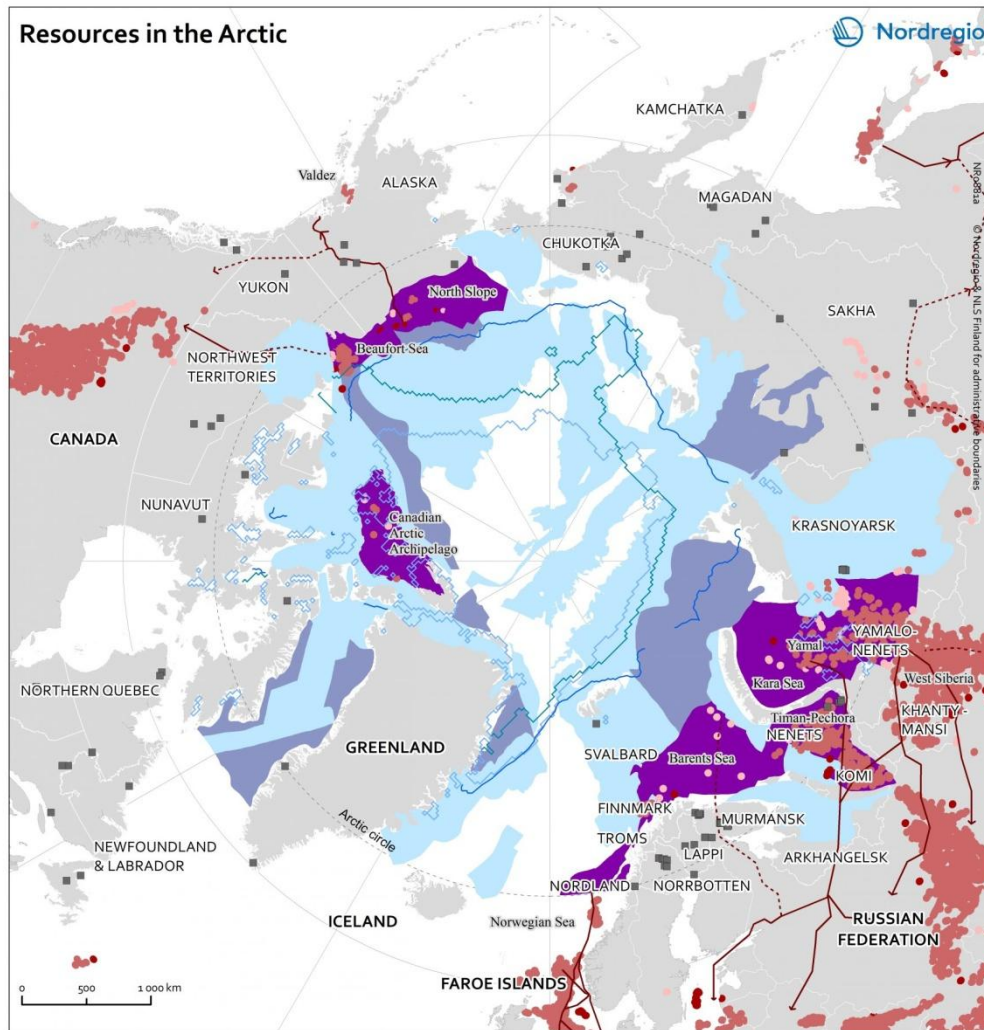 Resources in the Arctic
Nordregio
KAMCHATKA
Valdez
ALASKA
MAGADAN
NR0881a © Nordregio & NLS Finland for administrative boundaries
CHUKOTKA
YUKON
North Slope
SAKHA
Beaufort Sea
NORTHWEST
TERRITORIES
CANADA
NUNAVUT
Canadian
Arctic
Archipelago
KRASNOYARSK
YAMALO-
NENETS
Yamal
Kara Sea
West Siberia
NORTHERN QUEBEC
KHANTY-
MANSI
Timan-Pechora
NENETS
GREENLAND
SVALBARD
Barents Sea
KOMI
FINNMARK
MURMANSK
Arctic circle
TROMS
NEWFOUNDLAND
& LABRADOR
LAPPI
ARKHANGELSK
NORDLAND
NORRBOTTEN
ICELAND
Norwegian Sea
RUSSIAN
FEDERATION
FAROE ISLANDS
0 500 1 000 km